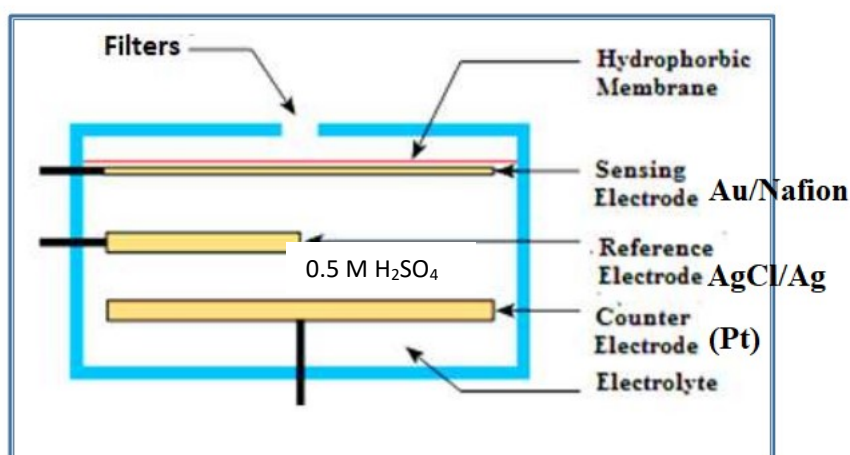 Filters
Hydrophorbic
Membrane
Sensing
Electrode Au/Nafion
Reference
Electrode AgCl/Ag
0.5 M H₂SO₄
Counter
Electrode (Pt)
Electrolyte